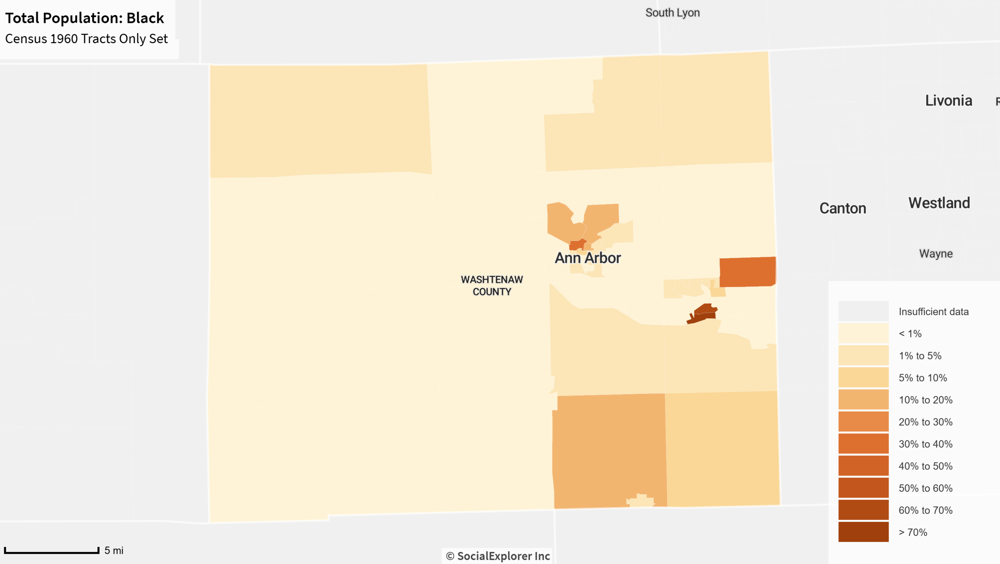 Total Population: Black
Census 1960 Tracts Only Set
South Lyon
Livonia
R
Canton
Westland
Wayne
Ann Arbor
WASHTENAW
COUNTY
Insufficient data
< 1%
1% to 5%
5% to 10%
10% to 20%
20% to 30%
30% to 40%
40% to 50%
50% to 60%
60% to 70%
> 70%
5 mi
© SocialExplorer Inc